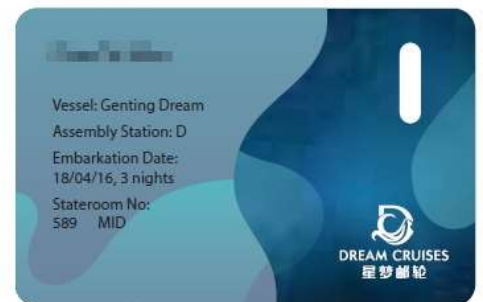 Vessel: Genting Dream
Assembly Station: D
Embarkation Date:
18/04/16, 3 nights
Stateroom No:
589 MID
DREAM CRUISES
星梦邮轮